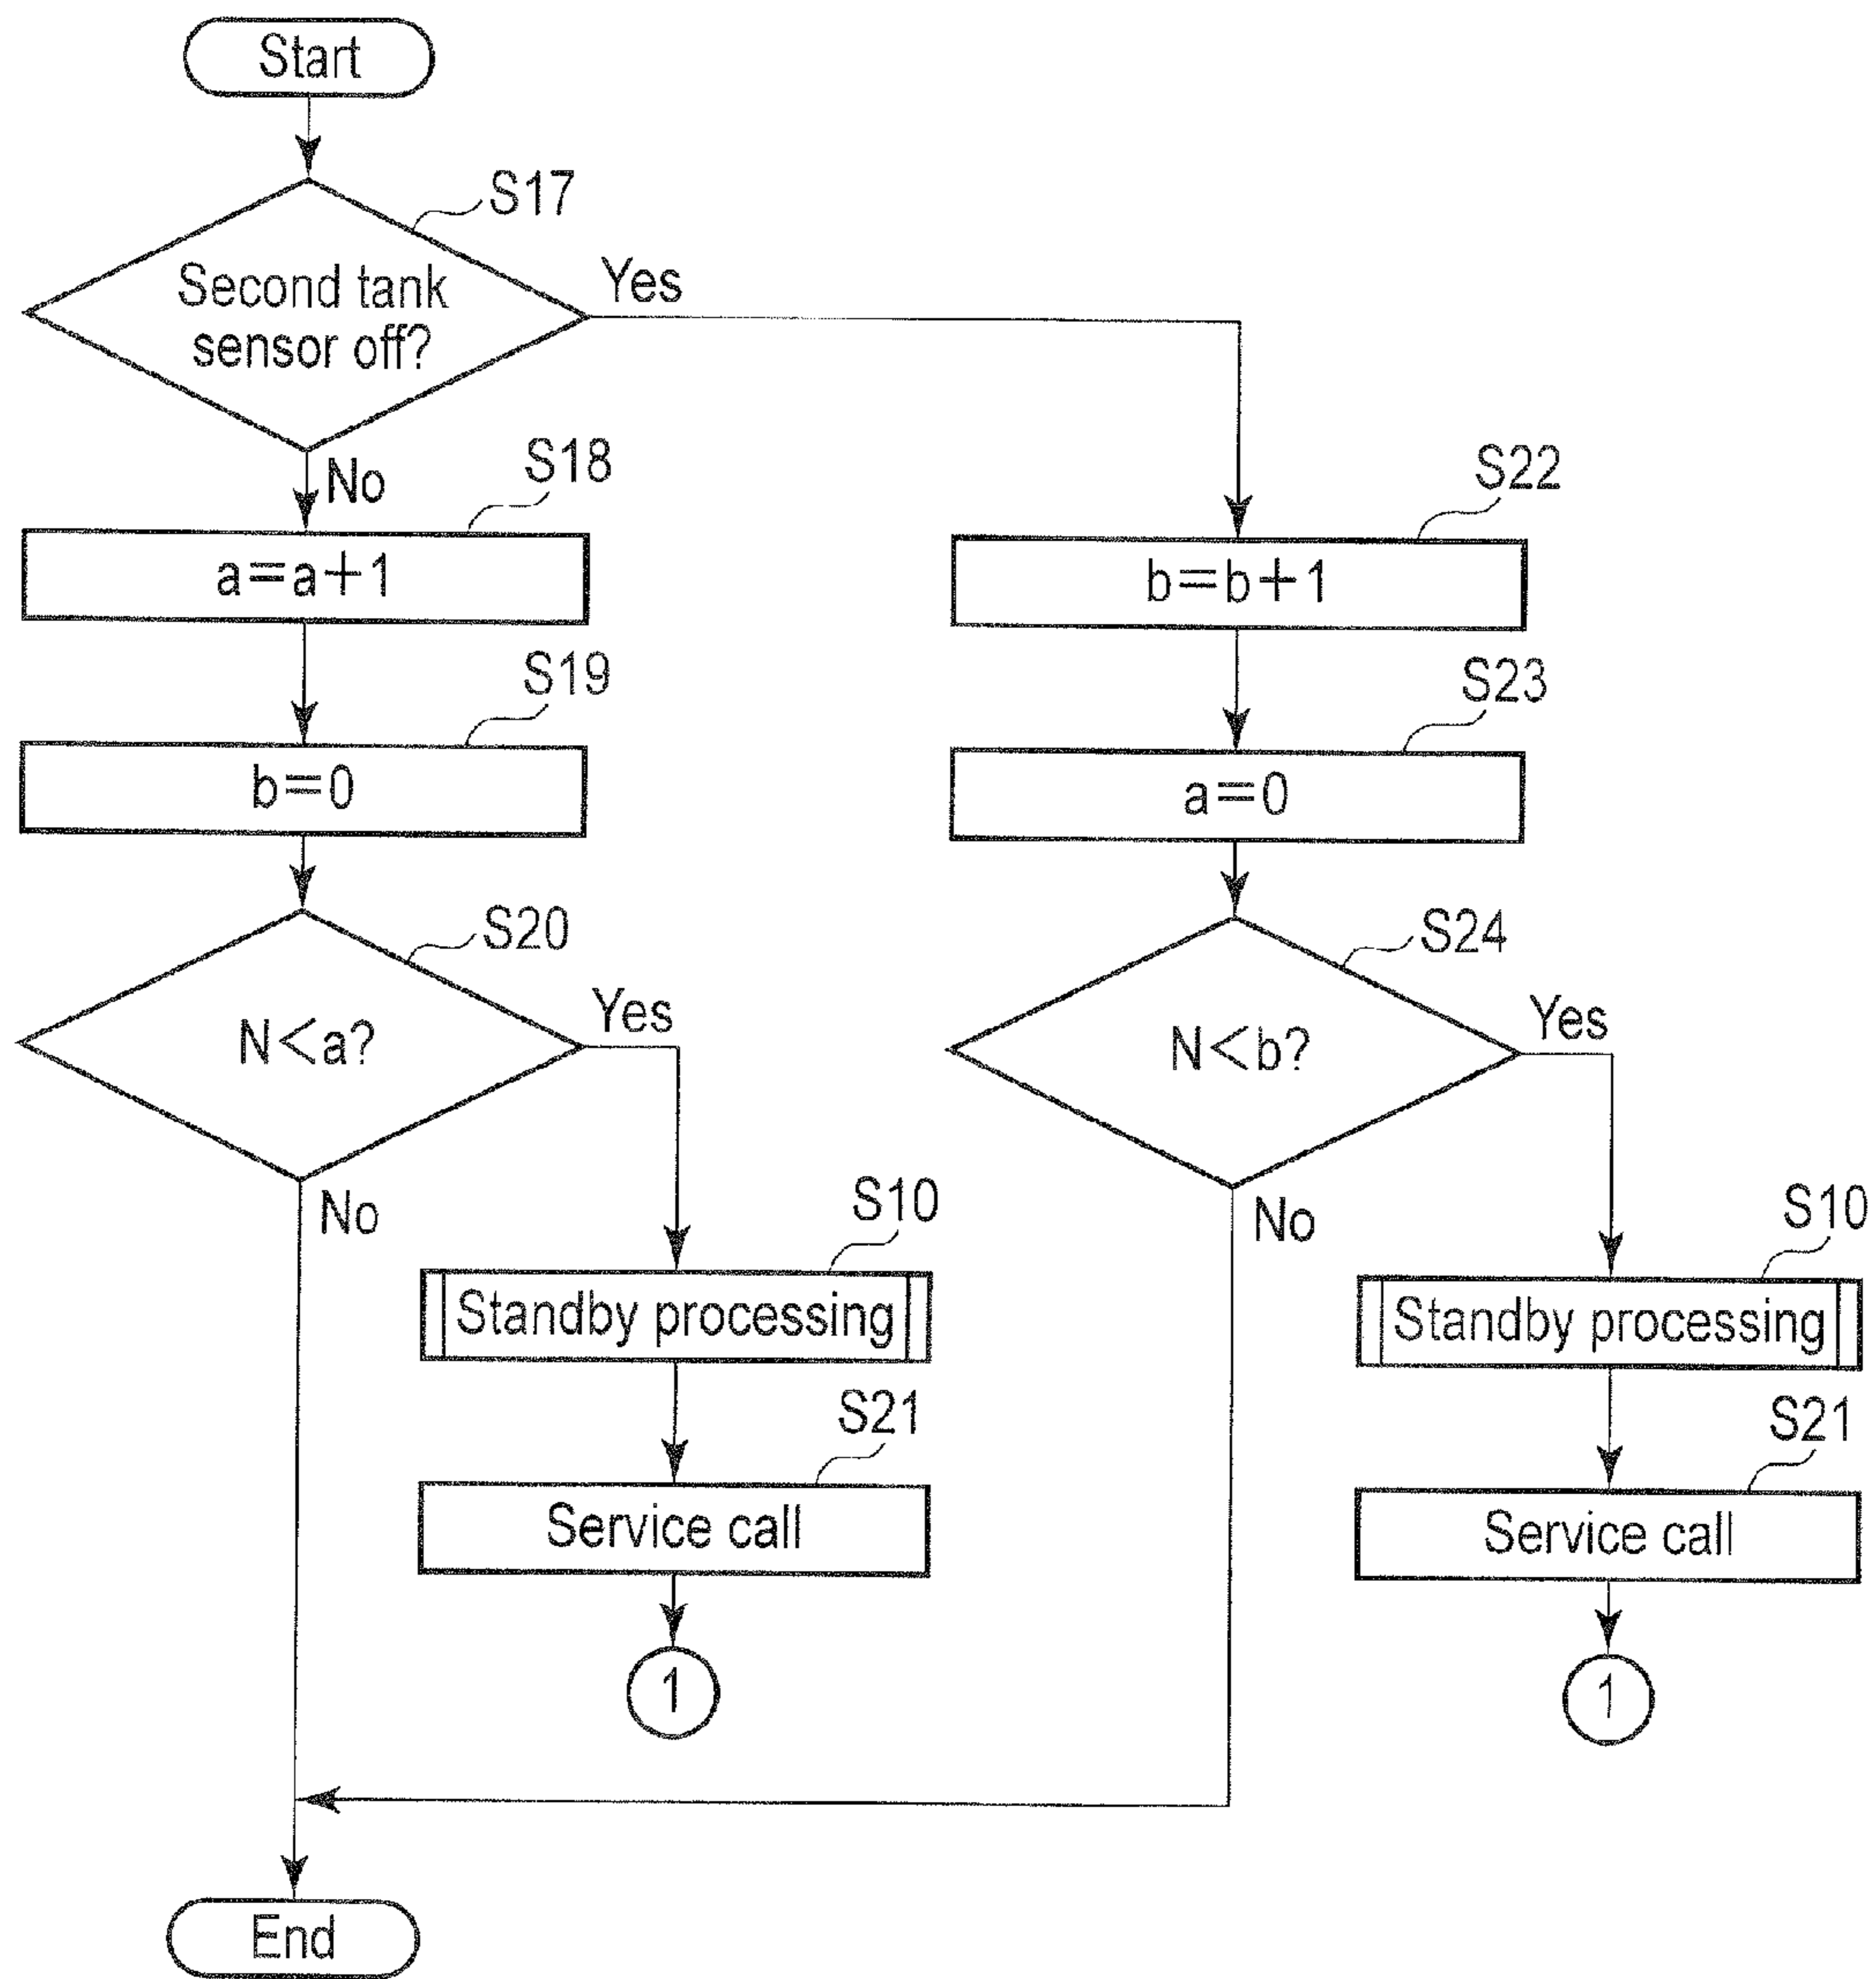 Start
S17
Second tank
sensor off?
Yes
No
S18
a=a+1
S19
b=0
S20
N<a?
Yes
No
S10
Standby processing
S21
Service call
1
S22
b=b+1
S23
a=0
S24
N<b?
Yes
No
S10
Standby processing
S21
Service call
1
End